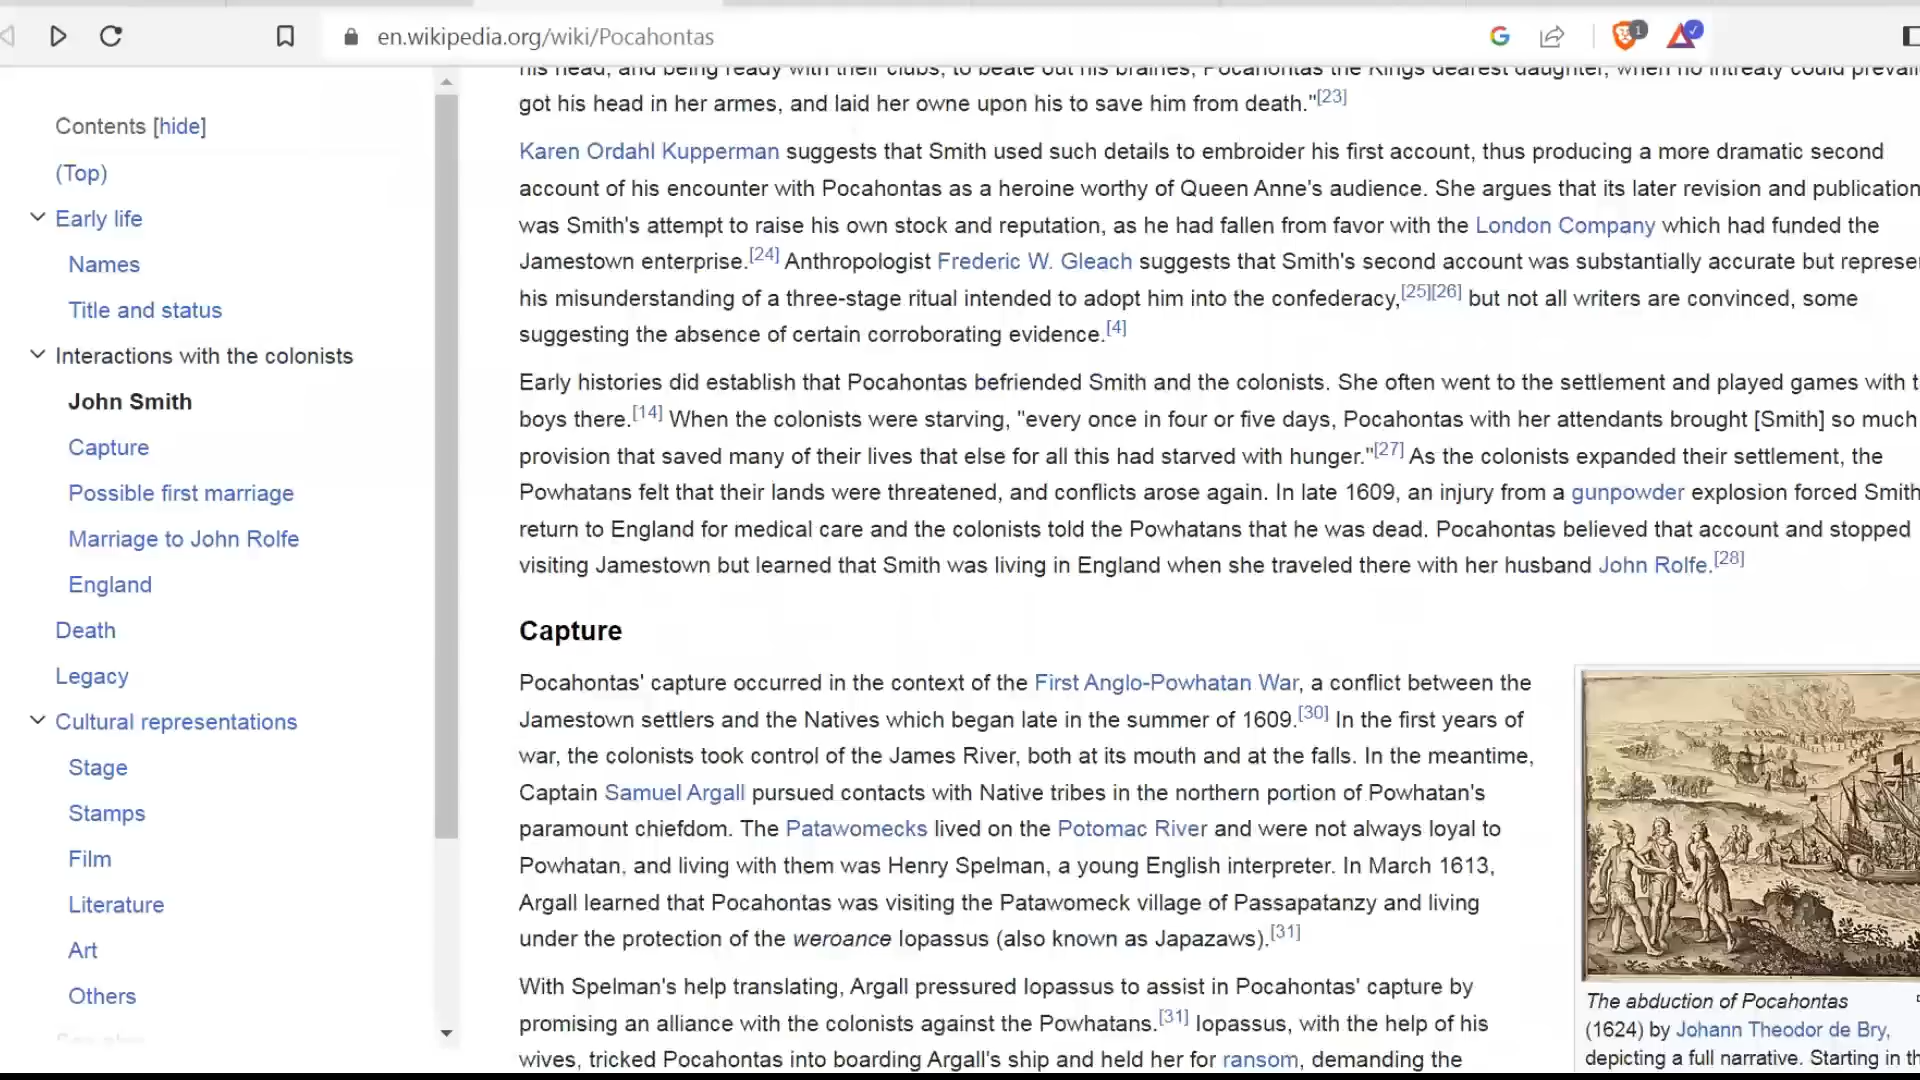 en.wikipedia.org/wiki/Pocahontas
1
Contents [hide]
(Top)
Early life
Names
Title and status
Interactions with the colonists
John Smith
Capture
Possible first marriage
Marriage to John Rolfe
England
Death
Legacy
Cultural representations
Stage
Stamps
Film
Literature
Art
Others
his head, and being ready with their clubs, to beate out his braines, Pocahontas the Kings dearest daughter, when no intreaty could prevail
got his head in her armes, and laid her owne upon his to save him from death."[23]
Karen Ordahl Kupperman suggests that Smith used such details to embroider his first account, thus producing a more dramatic second
account of his encounter with Pocahontas as a heroine worthy of Queen Anne's audience. She argues that its later revision and publication
was Smith's attempt to raise his own stock and reputation, as he had fallen from favor with the London Company which had funded the
Jamestown enterprise.[24] Anthropologist Frederic W. Gleach suggests that Smith's second account was substantially accurate but represe
his misunderstanding of a three-stage ritual intended to adopt him into the confederacy,[25][26] but not all writers are convinced, some
suggesting the absence of certain corroborating evidence.[4]
Early histories did establish that Pocahontas befriended Smith and the colonists. She often went to the settlement and played games with t
boys there.[14] When the colonists were starving, "every once in four or five days, Pocahontas with her attendants brought [Smith] so much
provision that saved many of their lives that else for all this had starved with hunger."[27] As the colonists expanded their settlement, the
Powhatans felt that their lands were threatened, and conflicts arose again. In late 1609, an injury from a gunpowder explosion forced Smith
return to England for medical care and the colonists told the Powhatans that he was dead. Pocahontas believed that account and stopped
visiting Jamestown but learned that Smith was living in England when she traveled there with her husband John Rolfe.[28]
Capture
Pocahontas' capture occurred in the context of the First Anglo-Powhatan War, a conflict between the
Jamestown settlers and the Natives which began late in the summer of 1609.[30] In the first years of
war, the colonists took control of the James River, both at its mouth and at the falls. In the meantime,
Captain Samuel Argall pursued contacts with Native tribes in the northern portion of Powhatan's
paramount chiefdom. The Patawomecks lived on the Potomac River and were not always loyal to
Powhatan, and living with them was Henry Spelman, a young English interpreter. In March 1613,
Argall learned that Pocahontas was visiting the Patawomeck village of Passapatanzy and living
under the protection of the weroance Iopassus (also known as Japazaws).[31]
With Spelman's help translating, Argall pressured Iopassus to assist in Pocahontas' capture by
promising an alliance with the colonists against the Powhatans.[31] Iopassus, with the help of his
wives, tricked Pocahontas into boarding Argall's ship and held her for ransom, demanding the
The abduction of Pocahontas
(1624) by Johann Theodor de Bry,
depicting a full narrative. Starting in th